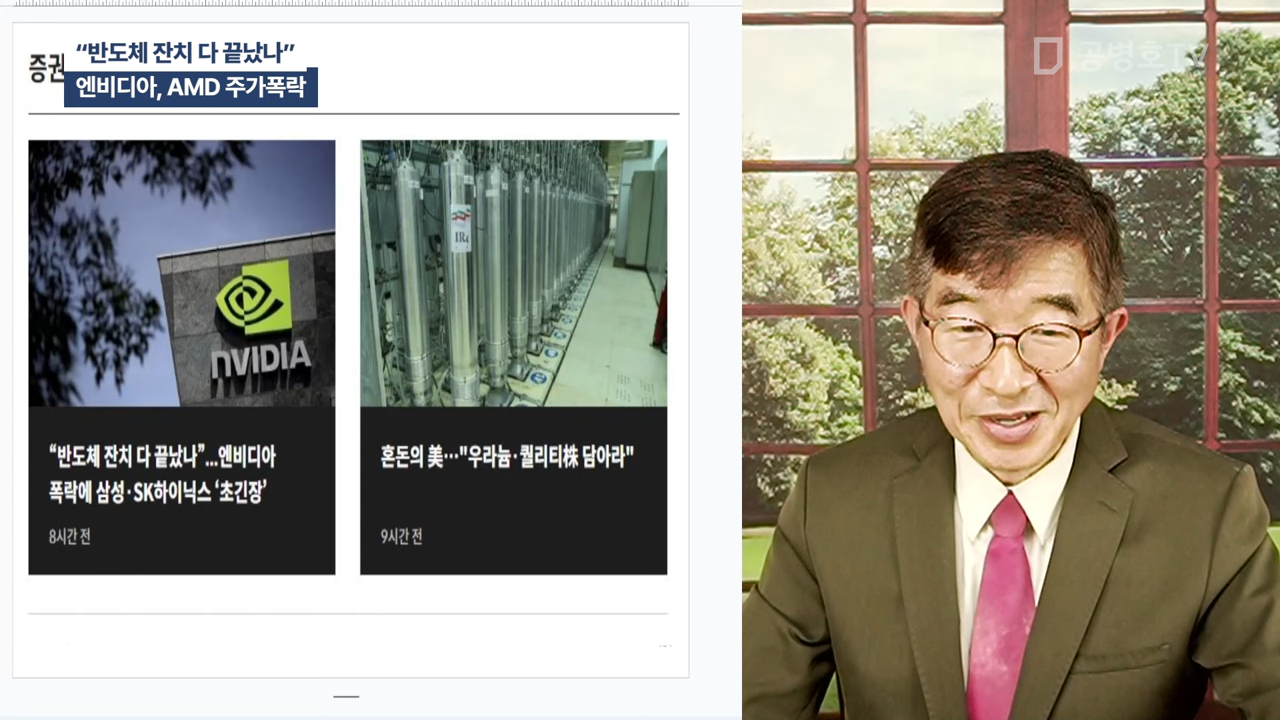 증권
“반도체 잔치 다 끝났나”
엔비디아, AMD 주가폭락
공병호TV
NVIDIA
“반도체 잔치 다 끝났나”...엔비디아
폭락에 삼성·SK하이닉스 ‘초긴장’
8시간 전
혼돈의 美…"우라늄·퀄리티株 담아라"
9시간 전